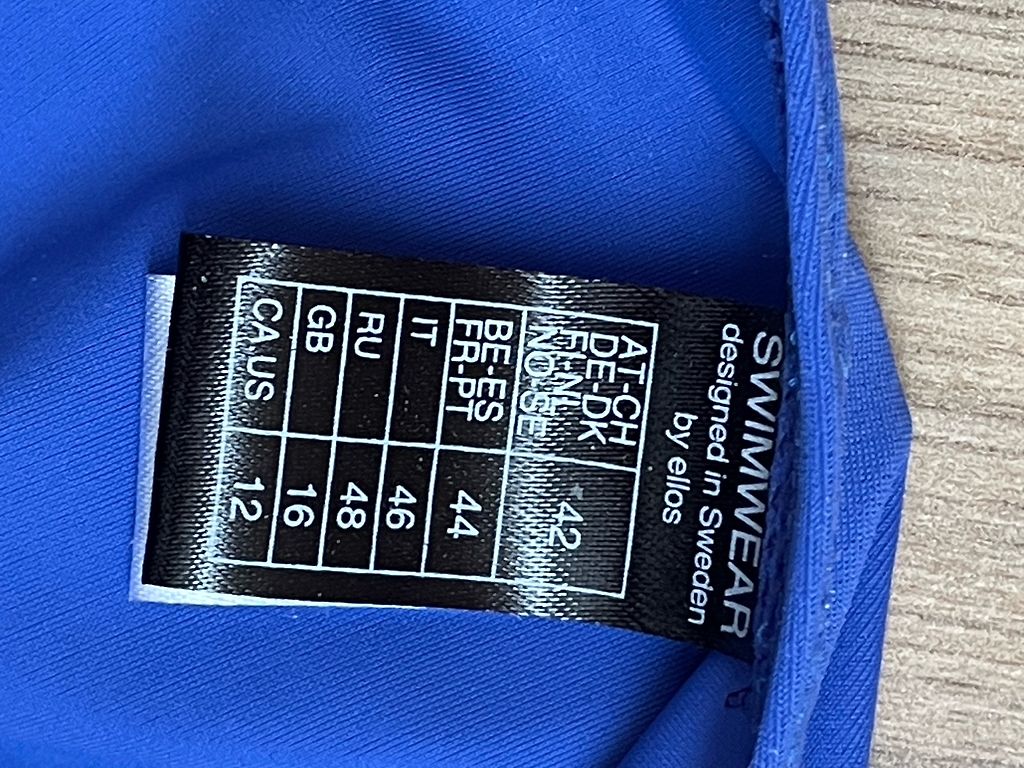 SWIMWEAR
designed in Sweden
by ellos
AT-CH
DE-DK
FI-NL
NO-SE 42
BE-ES
FR-PT 44
IT 46
RU 48
GB 16
CA US 12